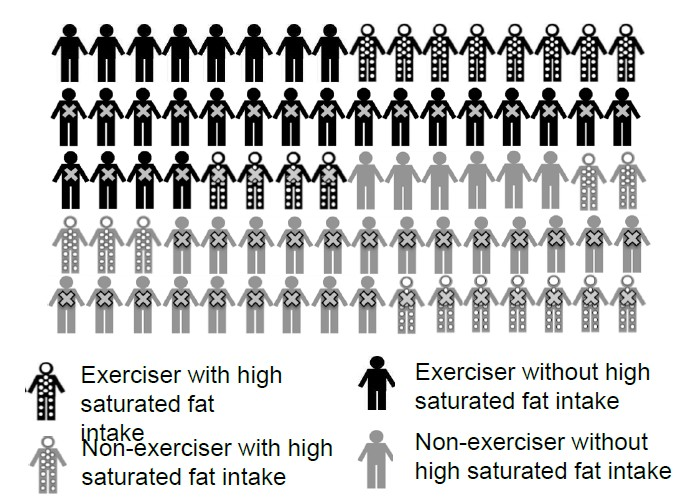 Exerciser with high
saturated fat
intake
Exerciser without high
saturated fat intake
Non-exerciser with high
saturated fat intake
Non-exerciser without
high saturated fat intake